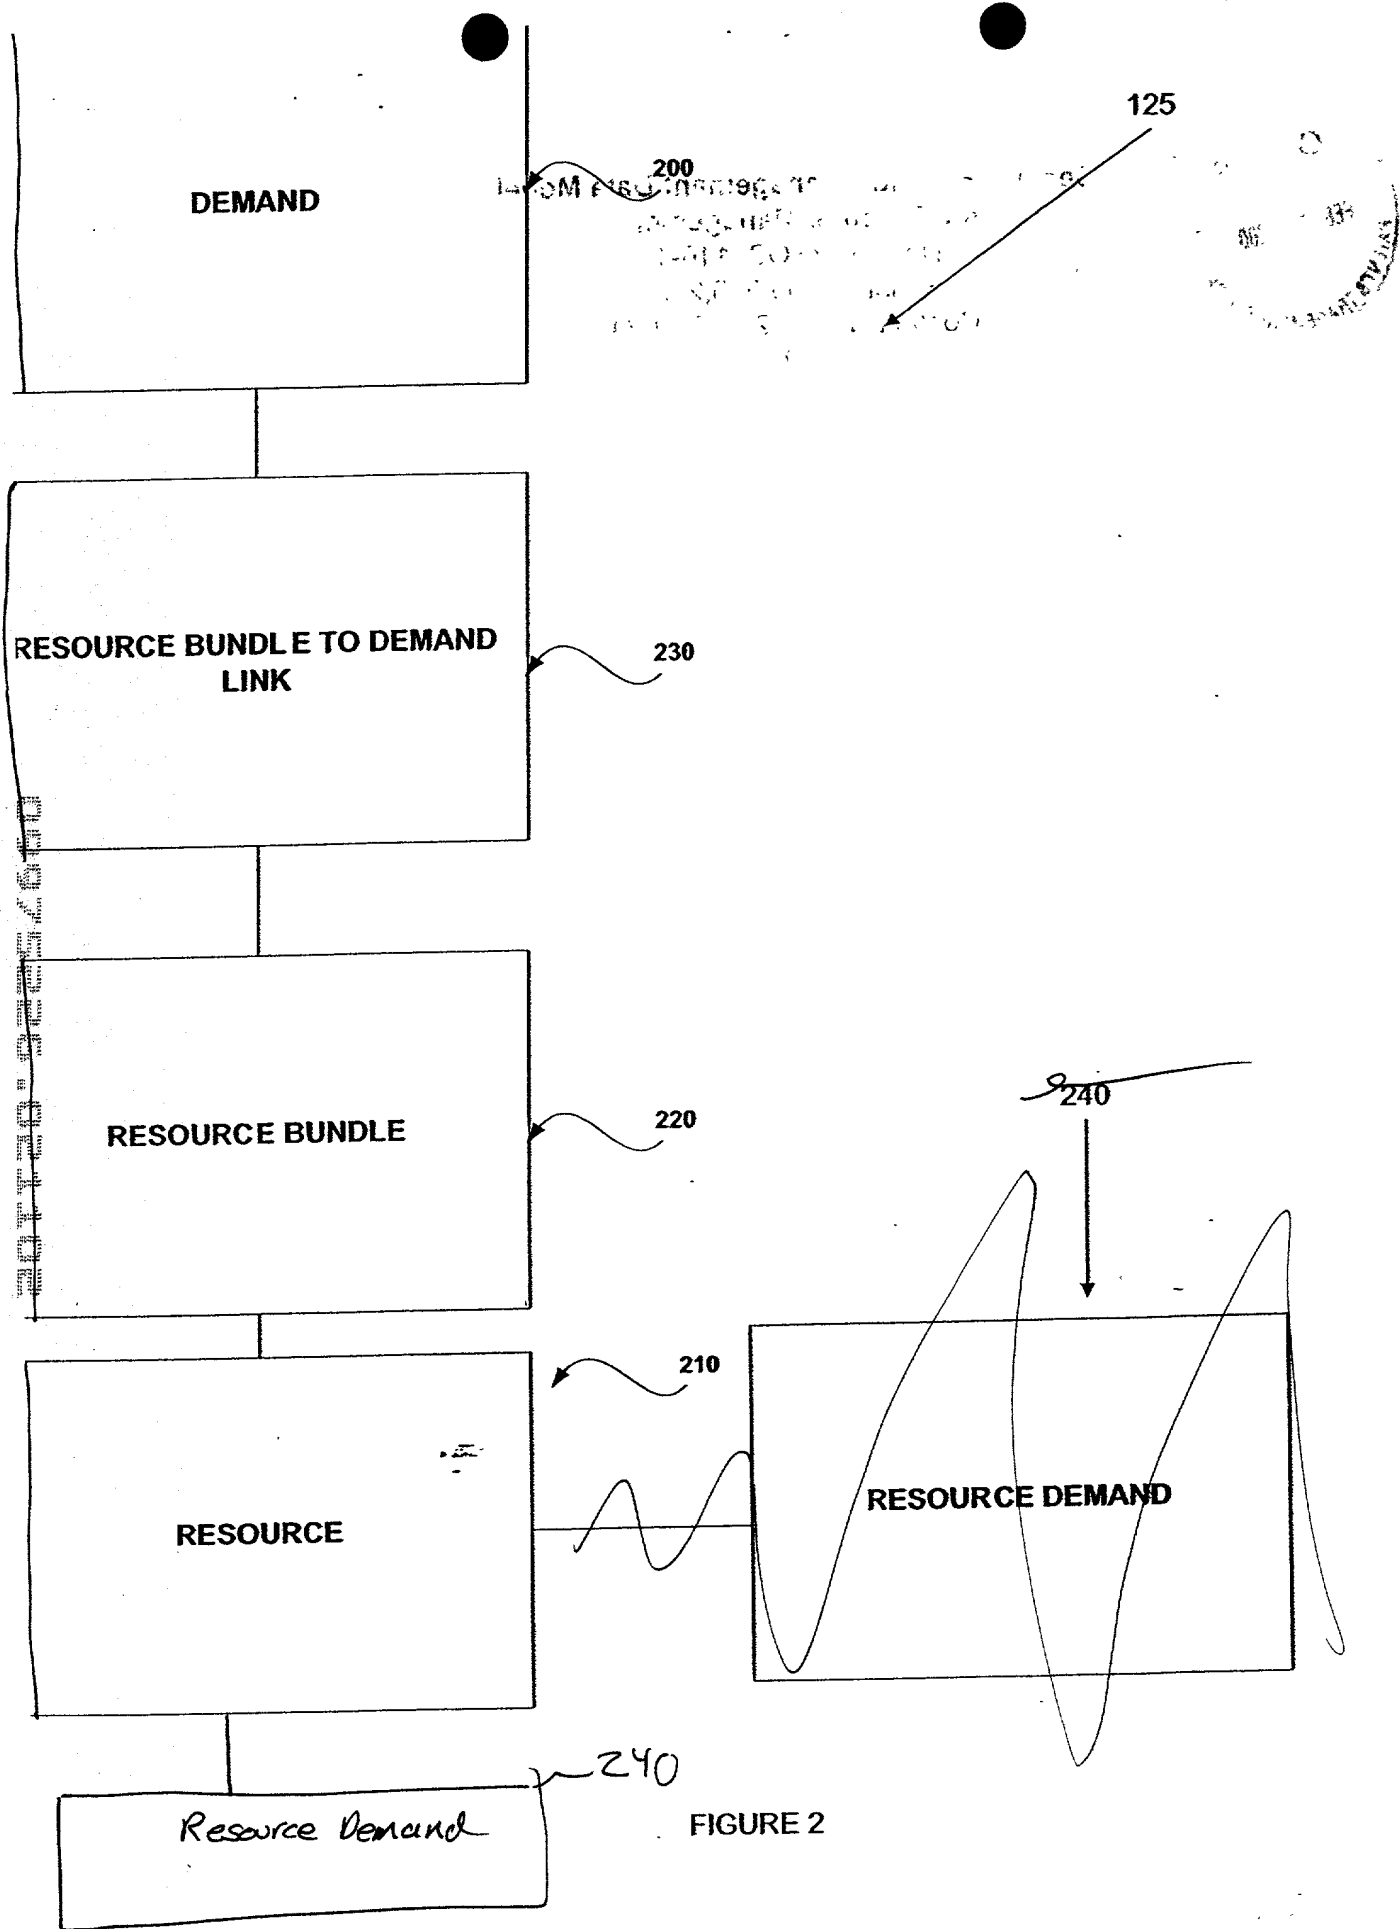 125
200
DEMAND
RESOURCE BUNDLE TO DEMAND
LINK
230
RESOURCE BUNDLE
220
240
210
RESOURCE DEMAND
RESOURCE
240
Resource Demand
FIGURE 2